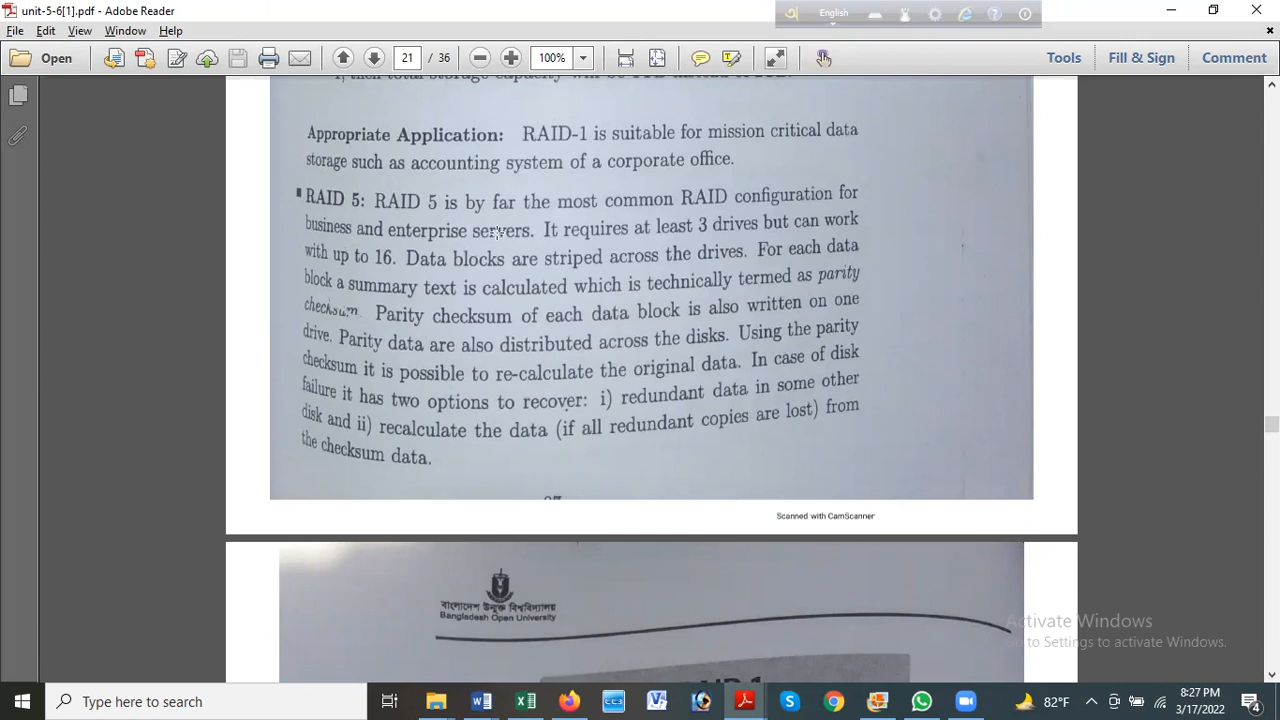 unit-5-6[1].pdf - Adobe Reader
English
File Edit View Window Help
Open 21 / 36 100% Tools Fill & Sign Comment
Appropriate Application: RAID-1 is suitable for mission critical data
storage such as accounting system of a corporate office.
RAID 5: RAID 5 is by far the most common RAID configuration for
business and enterprise servers. It requires at least 3 drives but can work
with up to 16. Data blocks are striped across the drives. For each data
block a summary text is calculated which is technically termed as parity
checksum. Parity checksum of each data block is also written on one
drive. Parity data are also distributed across the disks. Using the parity
checksum it is possible to re-calculate the original data. In case of disk
failure it has two options to recover: i) redundant data in some other
disk and ii) recalculate the data (if all redundant copies are lost) from
the checksum data.
Scanned with CamScanner
বাংলাদেশ উন্মুক্ত বিশ্ববিদ্যালয়
Bangladesh Open University
Activate Windows
Go to Settings to activate Windows.
Type here to search
82°F
8:27 PM
3/17/2022
4